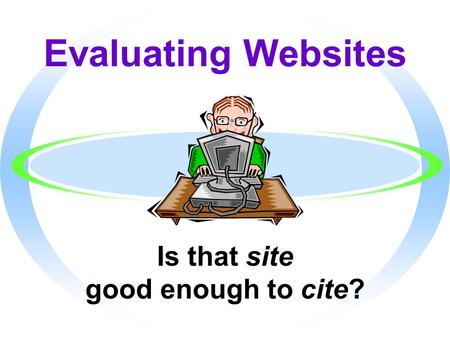 Evaluating Websites
Is that site
good enough to cite?